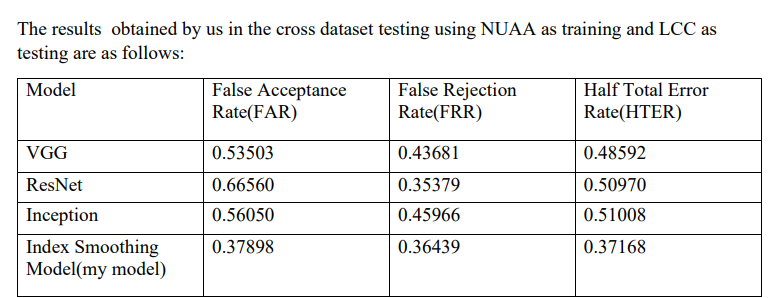 The results obtained by us in the cross dataset testing using NUAA as training and LCC as
testing are as follows:
Model False Acceptance Rate(FAR) False Rejection Rate(FRR) Half Total Error Rate(HTER)
VGG 0.53503 0.43681 0.48592
ResNet 0.66560 0.35379 0.50970
Inception 0.56050 0.45966 0.51008
Index Smoothing Model(my model) 0.37898 0.36439 0.37168